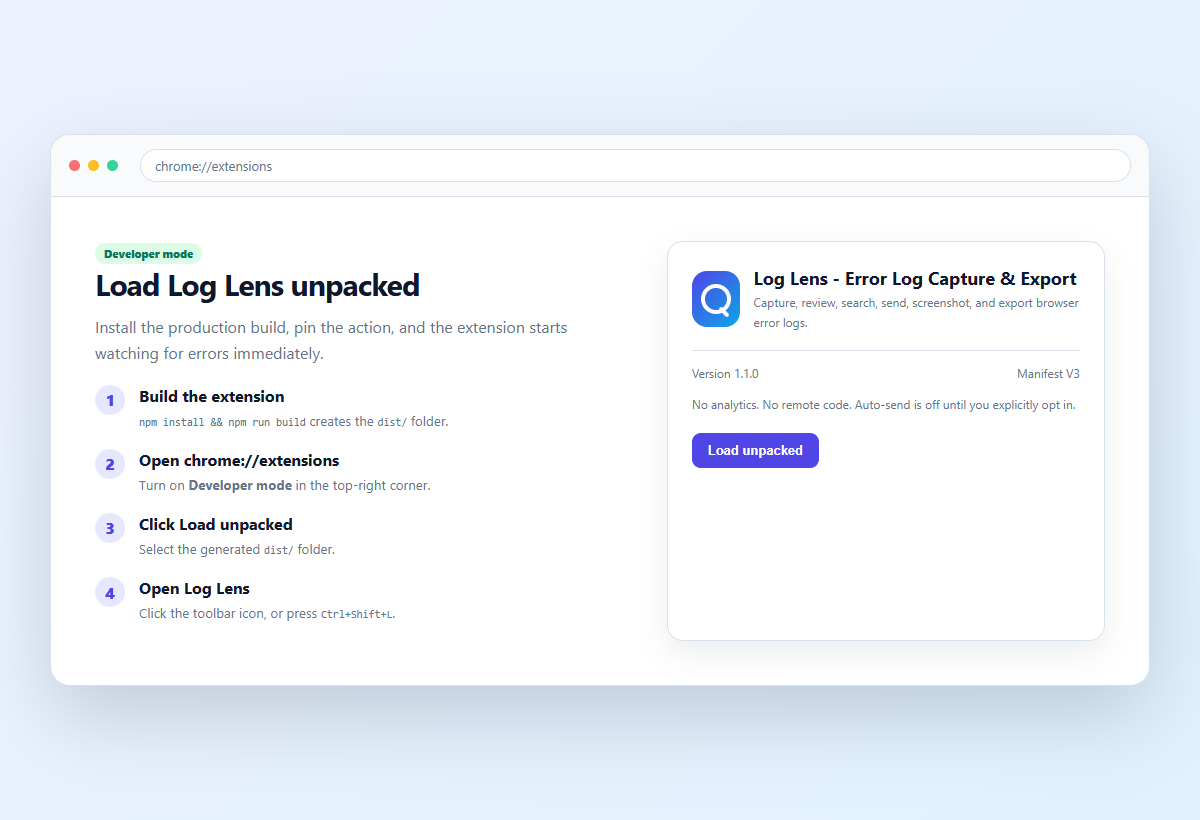 chrome://extensions
Developer mode
Load Log Lens unpacked
Install the production build, pin the action, and the extension starts
watching for errors immediately.
1
Build the extension
npm install && npm run build creates the dist/ folder.
2
Open chrome://extensions
Turn on Developer mode in the top-right corner.
3
Click Load unpacked
Select the generated dist/ folder.
4
Open Log Lens
Click the toolbar icon, or press Ctrl+Shift+L.
Log Lens - Error Log Capture & Export
Capture, review, search, send, screenshot, and export browser
error logs.
Version 1.1.0
Manifest V3
No analytics. No remote code. Auto-send is off until you explicitly opt in.
Load unpacked